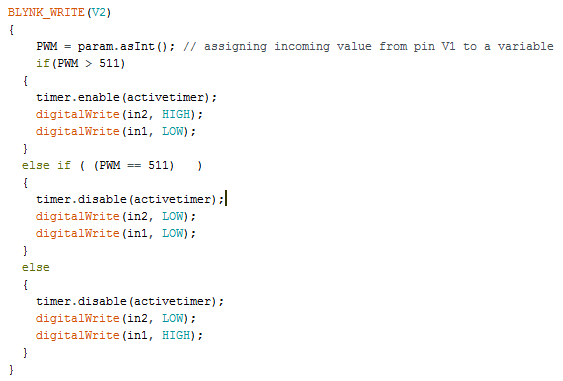 BLYNK_WRITE(V2)
{
    PWM = param.asInt(); // assigning incoming value from pin V1 to a variable
    if(PWM > 511)
  {
    timer.enable(activetimer);
    digitalWrite(in2, HIGH);
    digitalWrite(in1, LOW);
  }
  else if ( (PWM == 511)   )
  {
    timer.disable(activetimer);
    digitalWrite(in2, LOW);
    digitalWrite(in1, LOW);
  }
  else
  {
    timer.disable(activetimer);
    digitalWrite(in2, LOW);
    digitalWrite(in1, HIGH);
  }
}